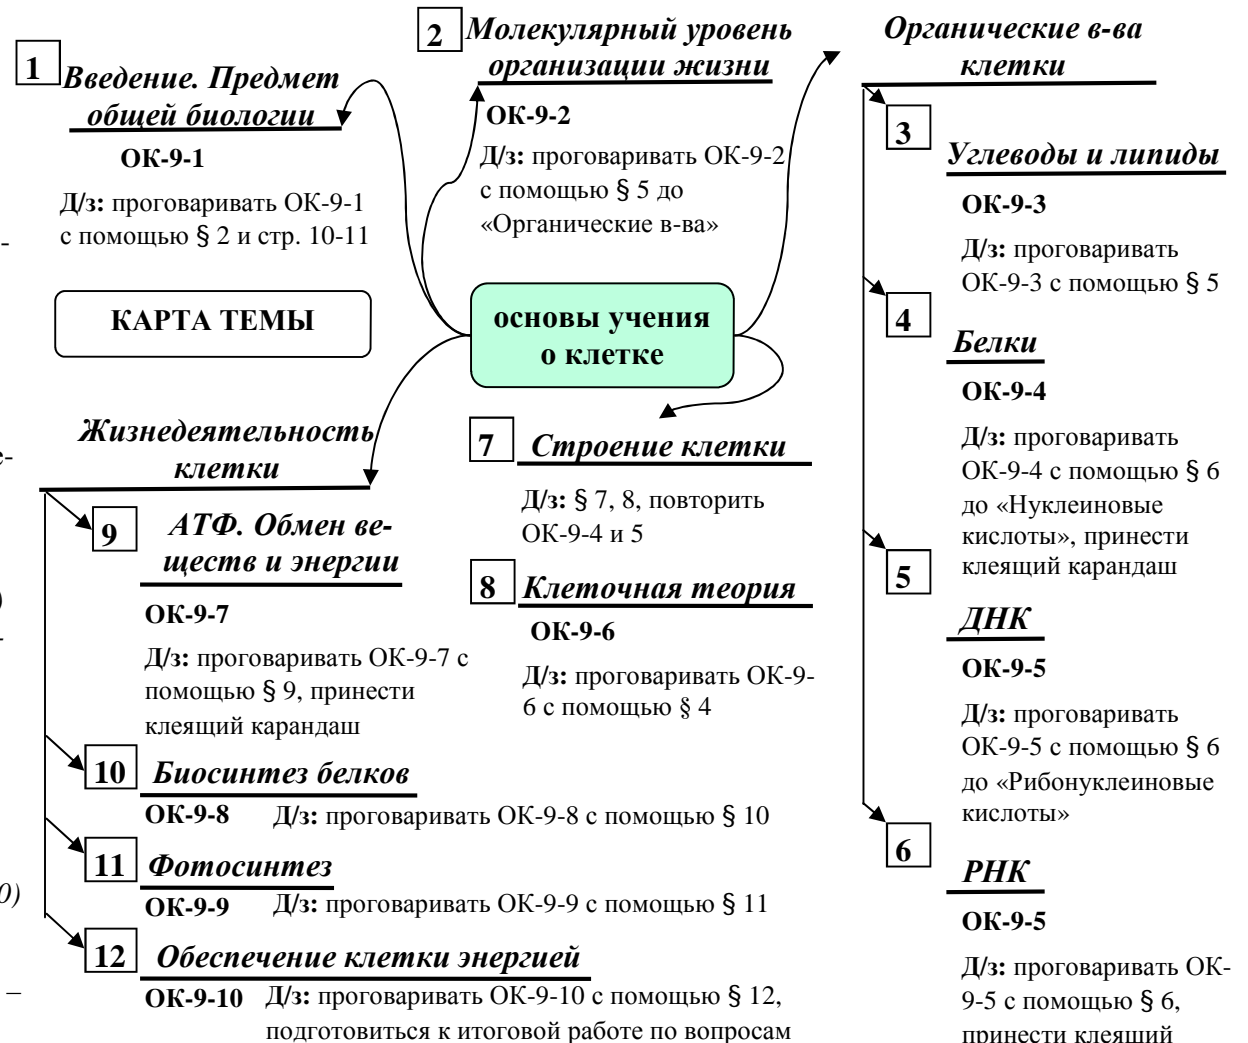 1
Введение. Предмет
общей биологии
ОК-9-1
Д/з: проговаривать ОК-9-1
с помощью § 2 и стр. 10-11
2
Молекулярный уровень
организации жизни
ОК-9-2
Д/з: проговаривать ОК-9-2
с помощью § 5 до
«Органические в-ва»
Органические в-ва
клетки
3
Углеводы и липиды
ОК-9-3
Д/з: проговаривать
ОК-9-3 с помощью § 5
4
Белки
ОК-9-4
Д/з: проговаривать
ОК-9-4 с помощью § 6
до «Нуклеиновые
кислоты», принести
клеящий карандаш
5
ДНК
ОК-9-5
Д/з: проговаривать
ОК-9-5 с помощью § 6
до «Рибонуклеиновые
кислоты»
6
РНК
ОК-9-5
Д/з: проговаривать ОК-
9-5 с помощью § 6,
принести клеящий
КАРТА ТЕМЫ
основы учения
о клетке
7
Строение клетки
Д/з: § 7, 8, повторить
ОК-9-4 и 5
8
Клеточная теория
ОК-9-6
Д/з: проговаривать ОК-9-
6 с помощью § 4
Жизнедеятельность
клетки
9
АТФ. Обмен ве-
ществ и энергии
ОК-9-7
Д/з: проговаривать ОК-9-7 с
помощью § 9, принести
клеящий карандаш
10
Биосинтез белков
ОК-9-8 Д/з: проговаривать ОК-9-8 с помощью § 10
11
Фотосинтез
ОК-9-9 Д/з: проговаривать ОК-9-9 с помощью § 11
12
Обеспечение клетки энергией
ОК-9-10 Д/з: проговаривать ОК-9-10 с помощью § 12,
подготовиться к итоговой работе по вопросам